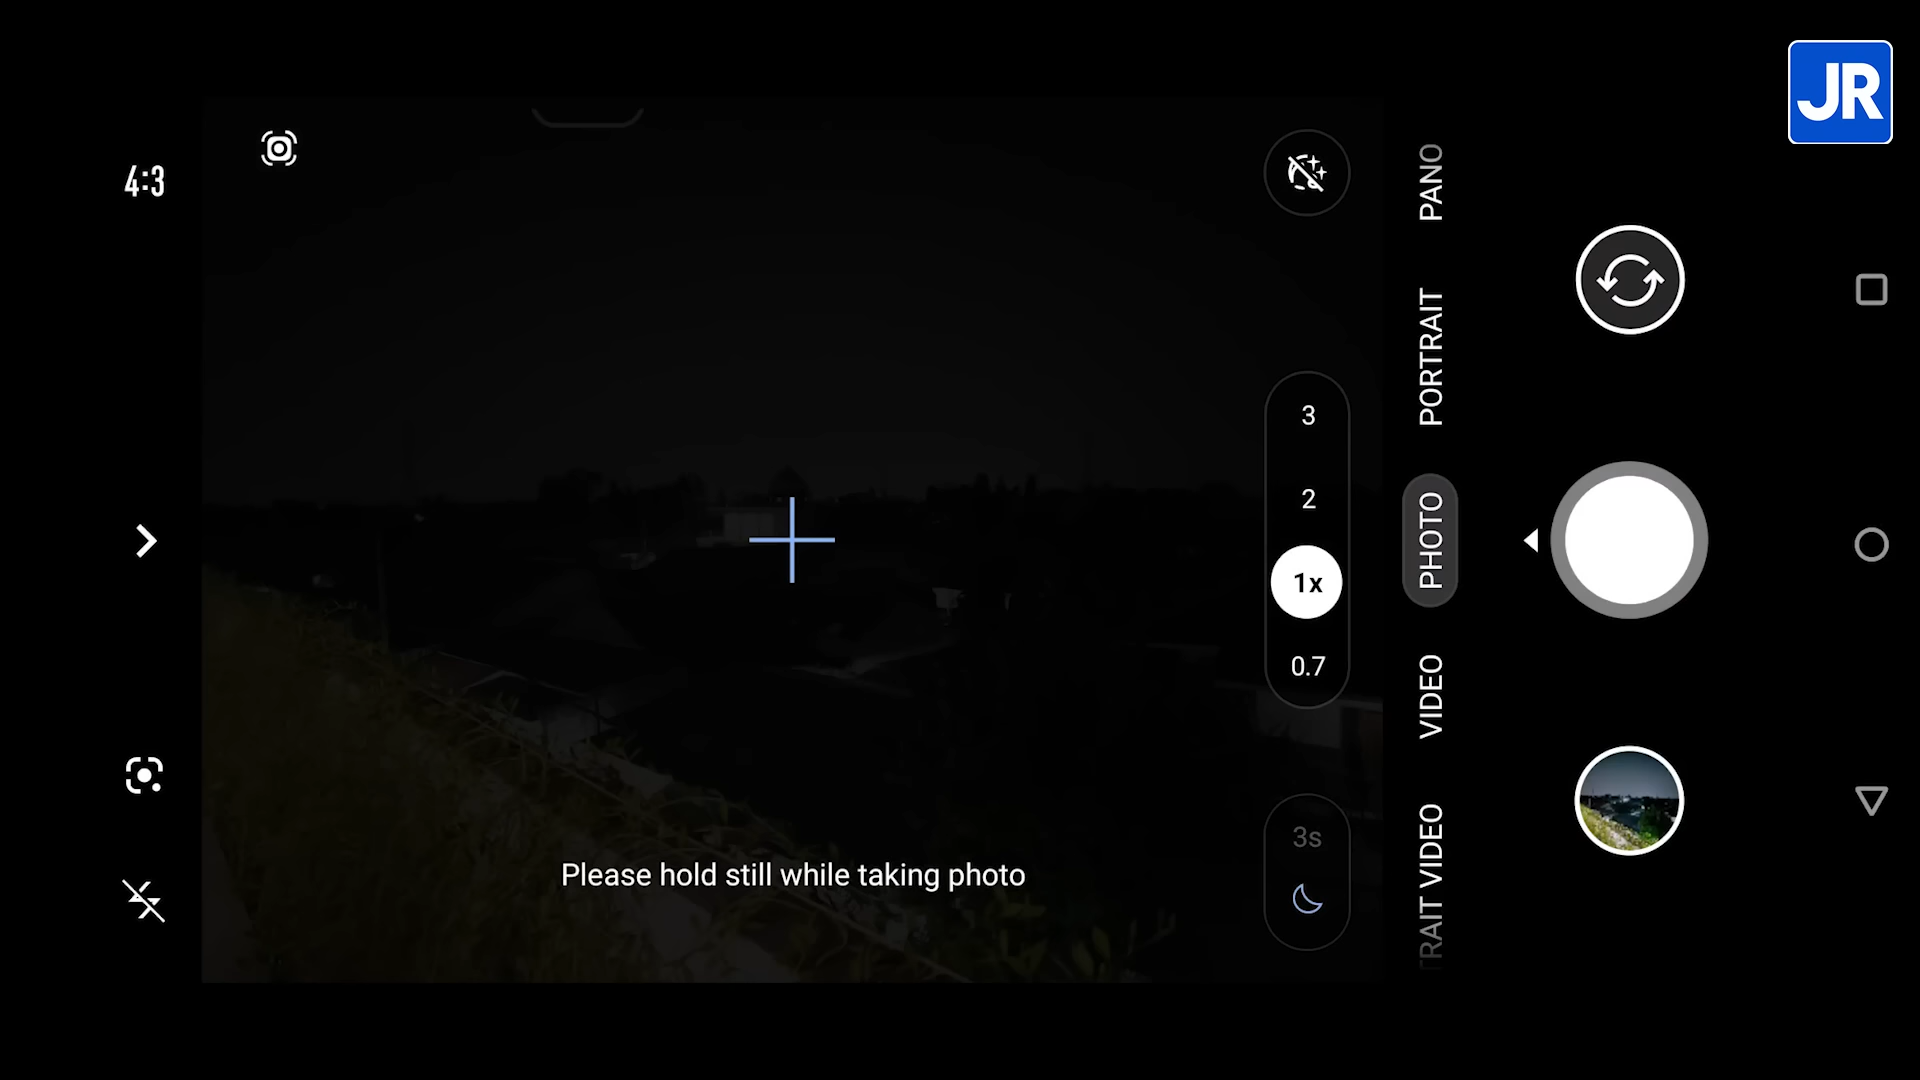 JR
4:3
PANO
PORTRAIT
PHOTO
VIDEO
TRAIT VIDEO
3
2
1x
0.7
3s
Please hold still while taking photo